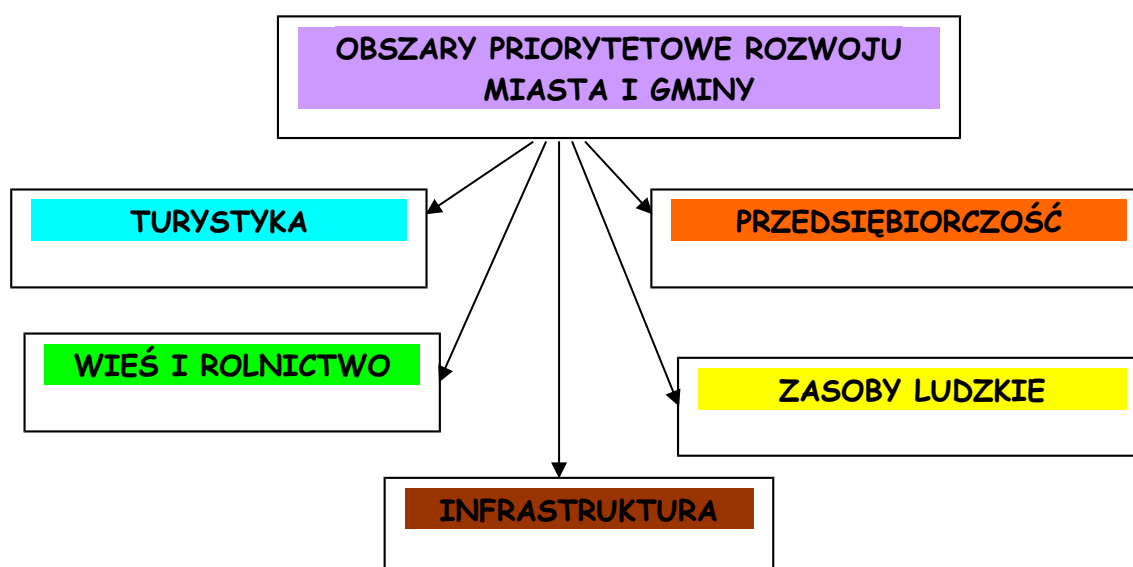 OBSZARY PRIORYTETOWE ROZWOJU
MIASTA I GMINY
TURYSTYKA
PRZEDSIĘBIORCZOŚĆ
WIEŚ I ROLNICTWO
ZASOBY LUDZKIE
INFRASTRUKTURA